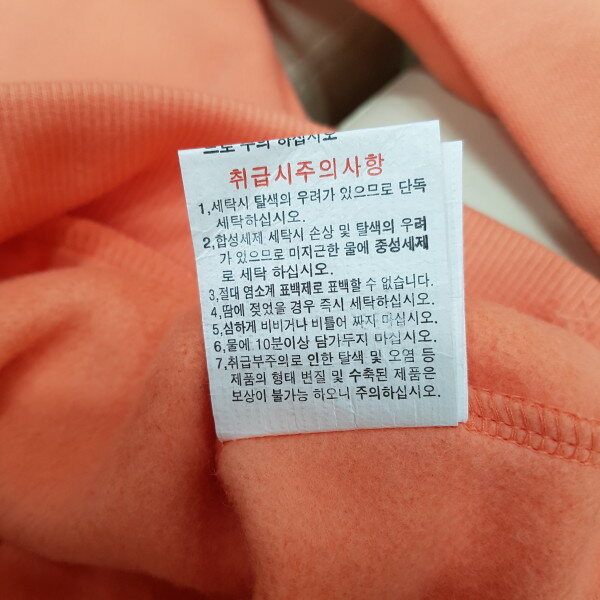 므로 주의 하십시오
취급시주의사항
1,세탁시 탈색의 우려가 있으므로 단독
세탁하십시오.
2,합성세제 세탁시 손상 및 탈색의 우려
가 있으므로 미지근한 물에 중성세제
로 세탁 하십시오.
3,절대 염소계 표백제로 표백할 수 없습니다.
4,땀에 젖었을 경우 즉시 세탁하십시오.
5,심하게 비비거나 비틀어 짜지 마십시오.
6,물에 10분이상 담가두지 마십시오.
7,취급부주의로 인한 탈색 및 오염 등
제품의 형태 변질 및 수축된 제품은
보상이 불가능 하오니 주의하십시오.